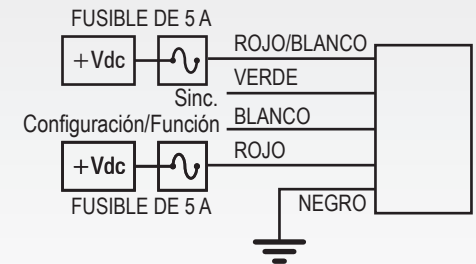 FUSIBLE DE 5 A
+Vdc
ROJO/BLANCO
VERDE
Sinc.
Configuración/Función
BLANCO
ROJO
+Vdc
FUSIBLE DE 5 A
NEGRO